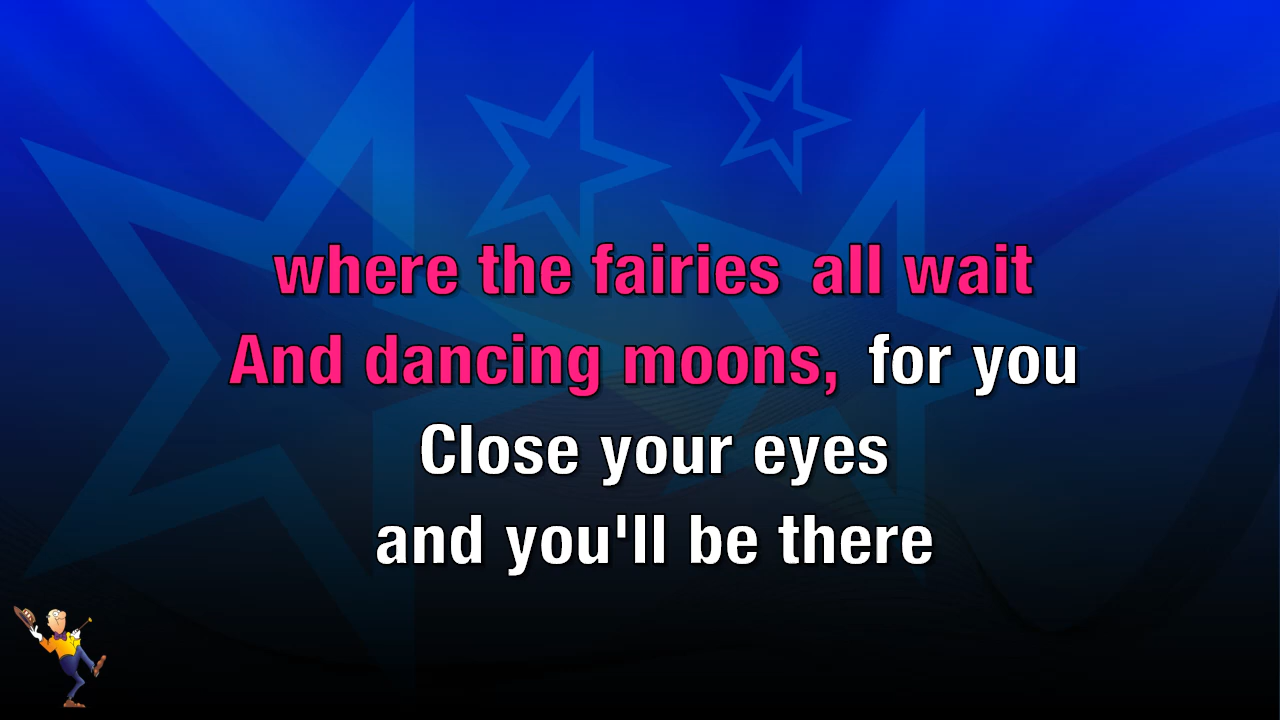 where the fairies all wait
And dancing moons, for you
Close your eyes
and you'll be there